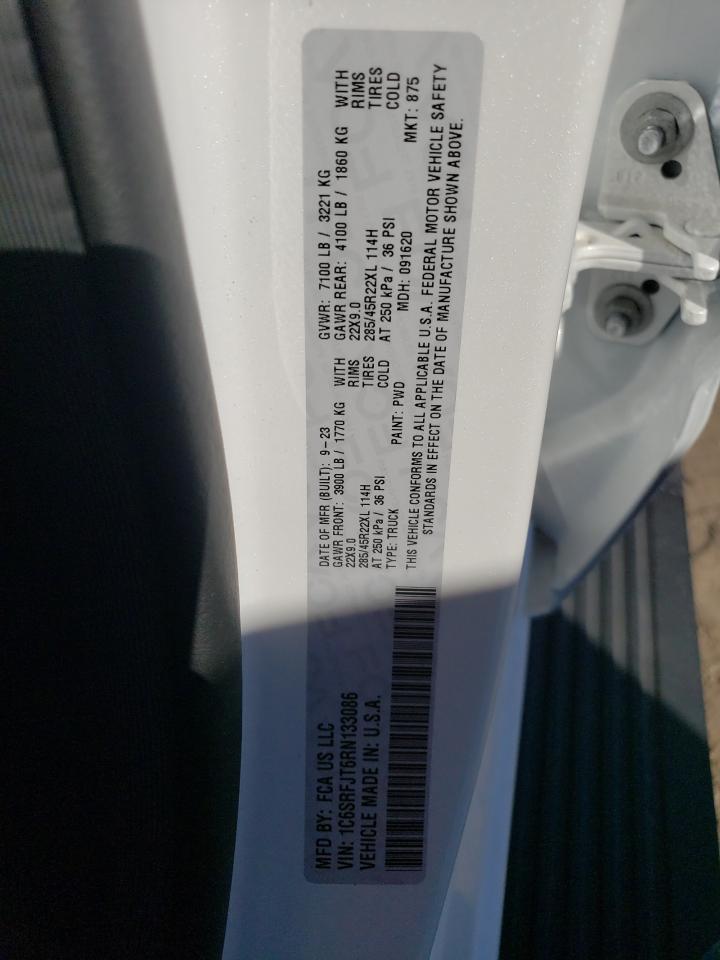 MFD BY: FCA US LLC
VIN: 1C6SRFJT6RN133086
VEHICLE MADE IN: U.S.A.
DATE OF MFR (BUILT): 9-23
GAWR FRONT: 3900 LB / 1770 KG WITH
22X9.0 RIMS
285/45R22XL 114H TIRES
AT 250 kPa / 36 PSI COLD
TYPE: TRUCK PAINT: PWD
GVWR: 7100 LB / 3221 KG
GAWR REAR: 4100 LB / 1860 KG WITH
22X9.0 RIMS
285/45R22XL 114H TIRES
AT 250 kPa / 36 PSI COLD
MDH: 091620 MKT: 875
THIS VEHICLE CONFORMS TO ALL APPLICABLE U.S.A. FEDERAL MOTOR VEHICLE SAFETY
STANDARDS IN EFFECT ON THE DATE OF MANUFACTURE SHOWN ABOVE.